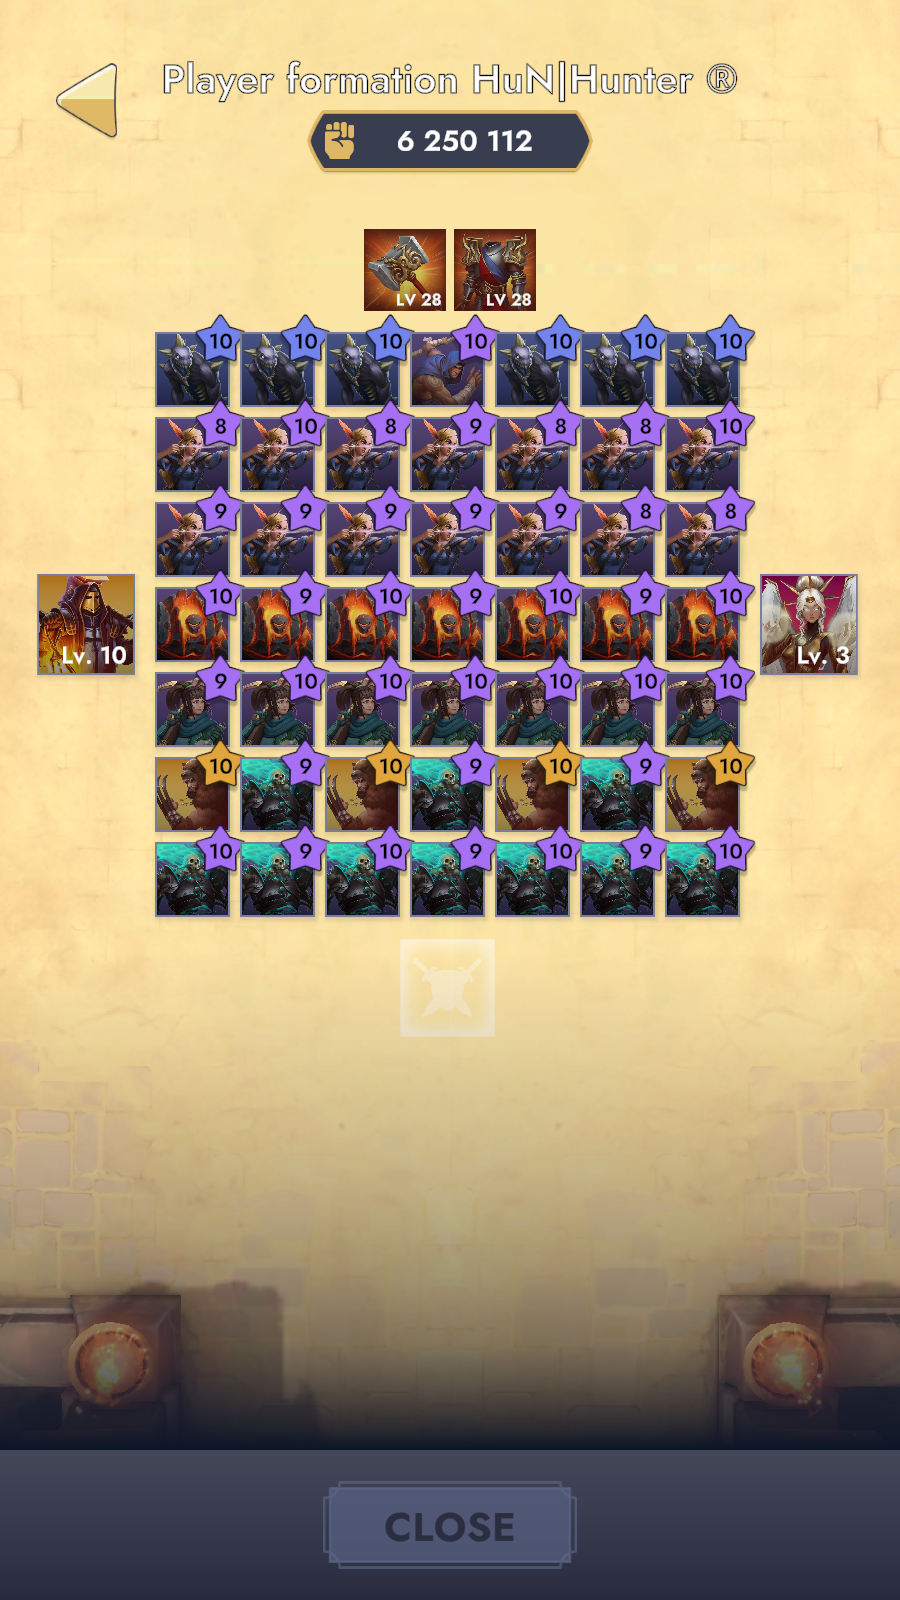 Player formation HuN|Hunter ®
6 250 112
LV 28 LV 28
10 10 10 10 10 10 10
8 10 8 9 8 8 10
9 9 9 9 9 8 8
10 9 10 9 10 9 10
Lv. 10 Lv. 3
9 10 10 10 10 10 10
10 9 10 9 10 9 10
10 9 10 9 10 9 10
CLOSE